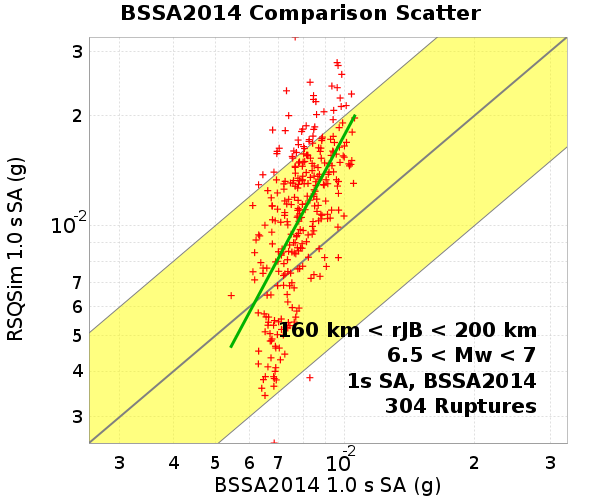 BSSA2014 Comparison Scatter
RSQSim 1.0 s SA (g)
3
2
10-2
7
6
5
4
3
160 km < rJB < 200 km
6.5 < Mw < 7
1s SA, BSSA2014
304 Ruptures
3 4 5 6 7 10-2 2 3
BSSA2014 1.0 s SA (g)